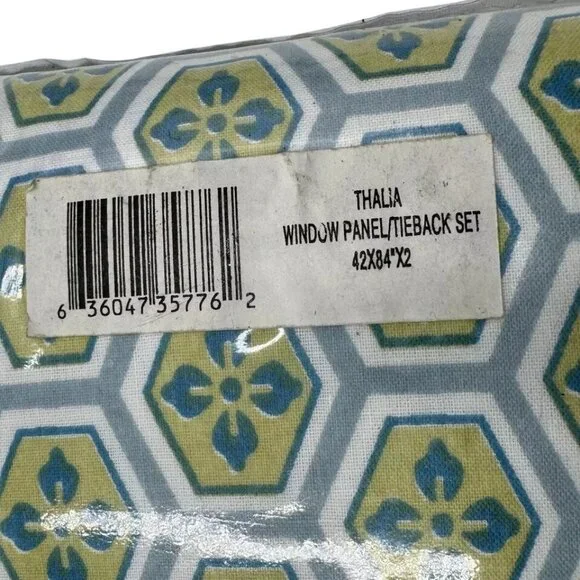 THALIA
WINDOW PANEL/TIEBACK SET
42X84"X2
6 36047 35776 2